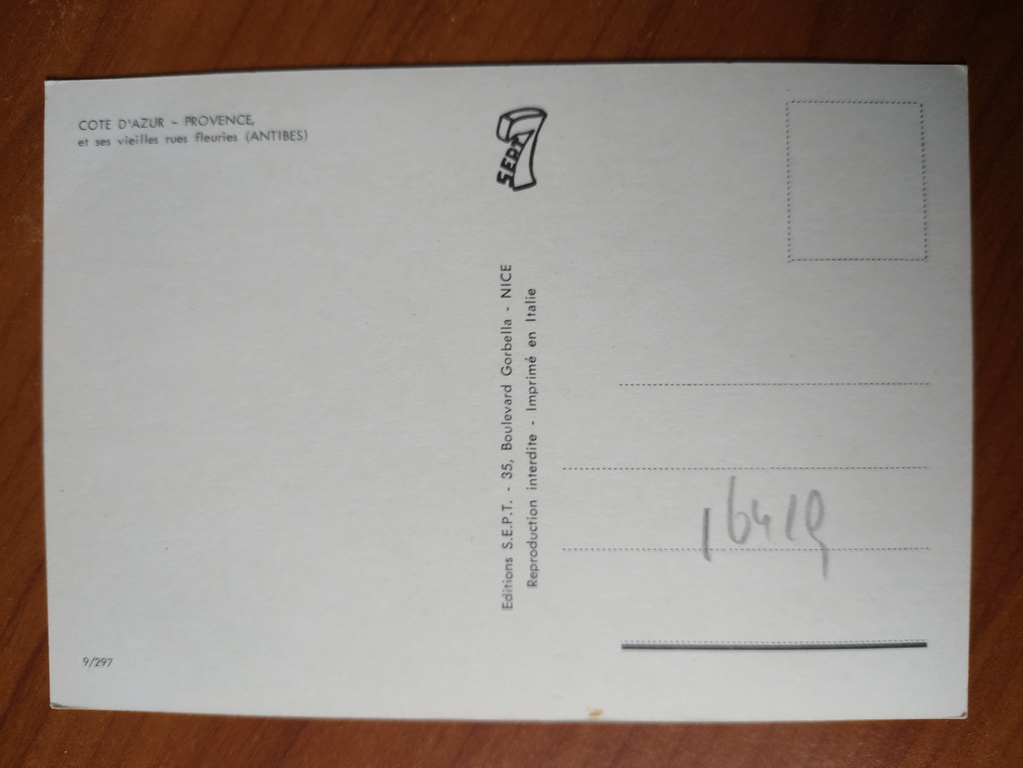 COTE D'AZUR - PROVENCE,
et ses vieilles rues fleuries (ANTIBES)
SEPT
7
Editions S.E.P.T. - 35, Boulevard Gorbella - NICE
Reproduction interdite - Imprimé en Italie
16419
9/297